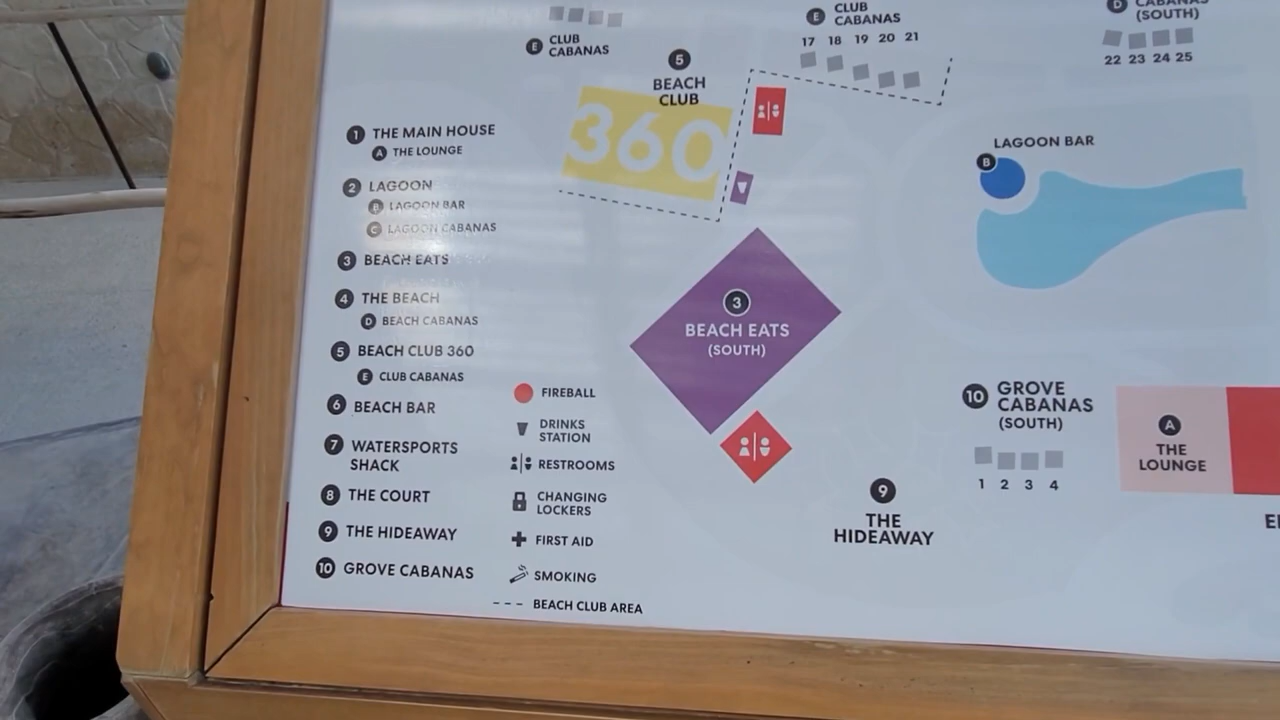 E CLUB
CABANAS
E CLUB
CABANAS
17 18 19 20 21
D CABANAS
(SOUTH)
22 23 24 25
5
BEACH
CLUB
360
LAGOON BAR
B
1 THE MAIN HOUSE
A THE LOUNGE
2 LAGOON
B LAGOON BAR
C LAGOON CABANAS
3 BEACH EATS
4 THE BEACH
D BEACH CABANAS
5 BEACH CLUB 360
E CLUB CABANAS
6 BEACH BAR
7 WATERSPORTS
SHACK
8 THE COURT
9 THE HIDEAWAY
10 GROVE CABANAS
FIREBALL
DRINKS
STATION
RESTROOMS
CHANGING
LOCKERS
FIRST AID
SMOKING
BEACH CLUB AREA
3
BEACH EATS
(SOUTH)
9
THE
HIDEAWAY
10 GROVE
CABANAS
(SOUTH)
1 2 3 4
A
THE
LOUNGE